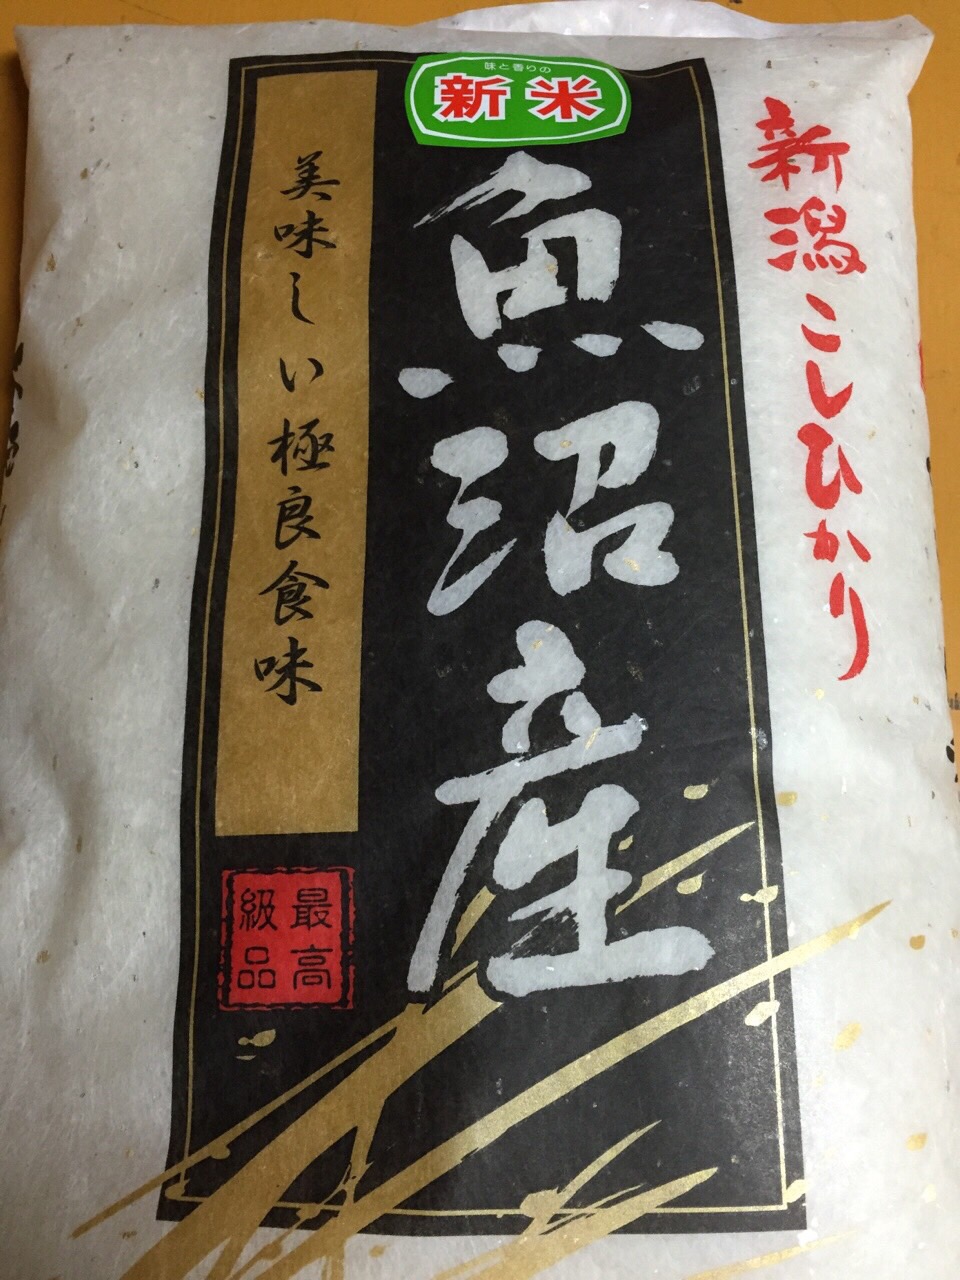 味と香りの
新米
新潟こしひかり
魚沼産
美味しい極良食味
最高
級品